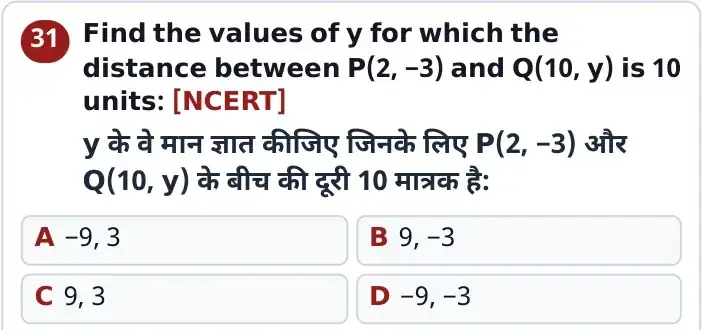 31 Find the values of y for which the
distance between P(2, −3) and Q(10, y) is 10
units: [NCERT]
y के वे मान ज्ञात कीजिए जिनके लिए P(2, −3) और
Q(10, y) के बीच की दूरी 10 मात्रक है:
A −9, 3
B 9, −3
C 9, 3
D −9, −3